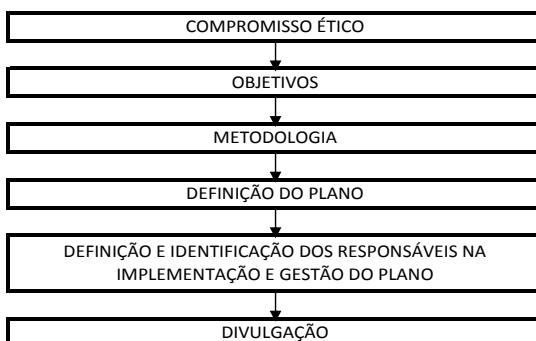 COMPROMISSO ÉTICO
OBJETIVOS
METODOLOGIA
DEFINIÇÃO DO PLANO
DEFINIÇÃO E IDENTIFICAÇÃO DOS RESPONSÁVEIS NA
IMPLEMENTAÇÃO E GESTÃO DO PLANO
DIVULGAÇÃO